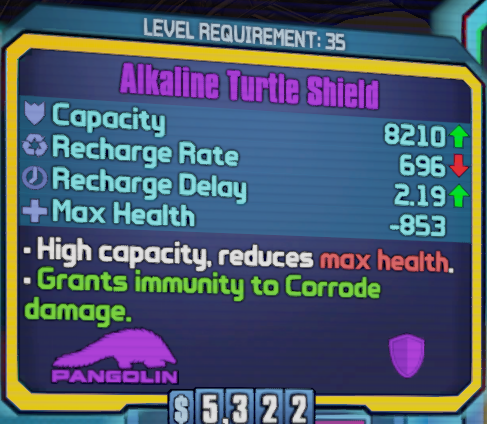 LEVEL REQUIREMENT: 35
Alkaline Turtle Shield
Capacity 8210
Recharge Rate 696
Recharge Delay 2.19
Max Health -853
• High capacity, reduces max health.
• Grants immunity to Corrode
damage.
PANGOLIN
$ 5,322